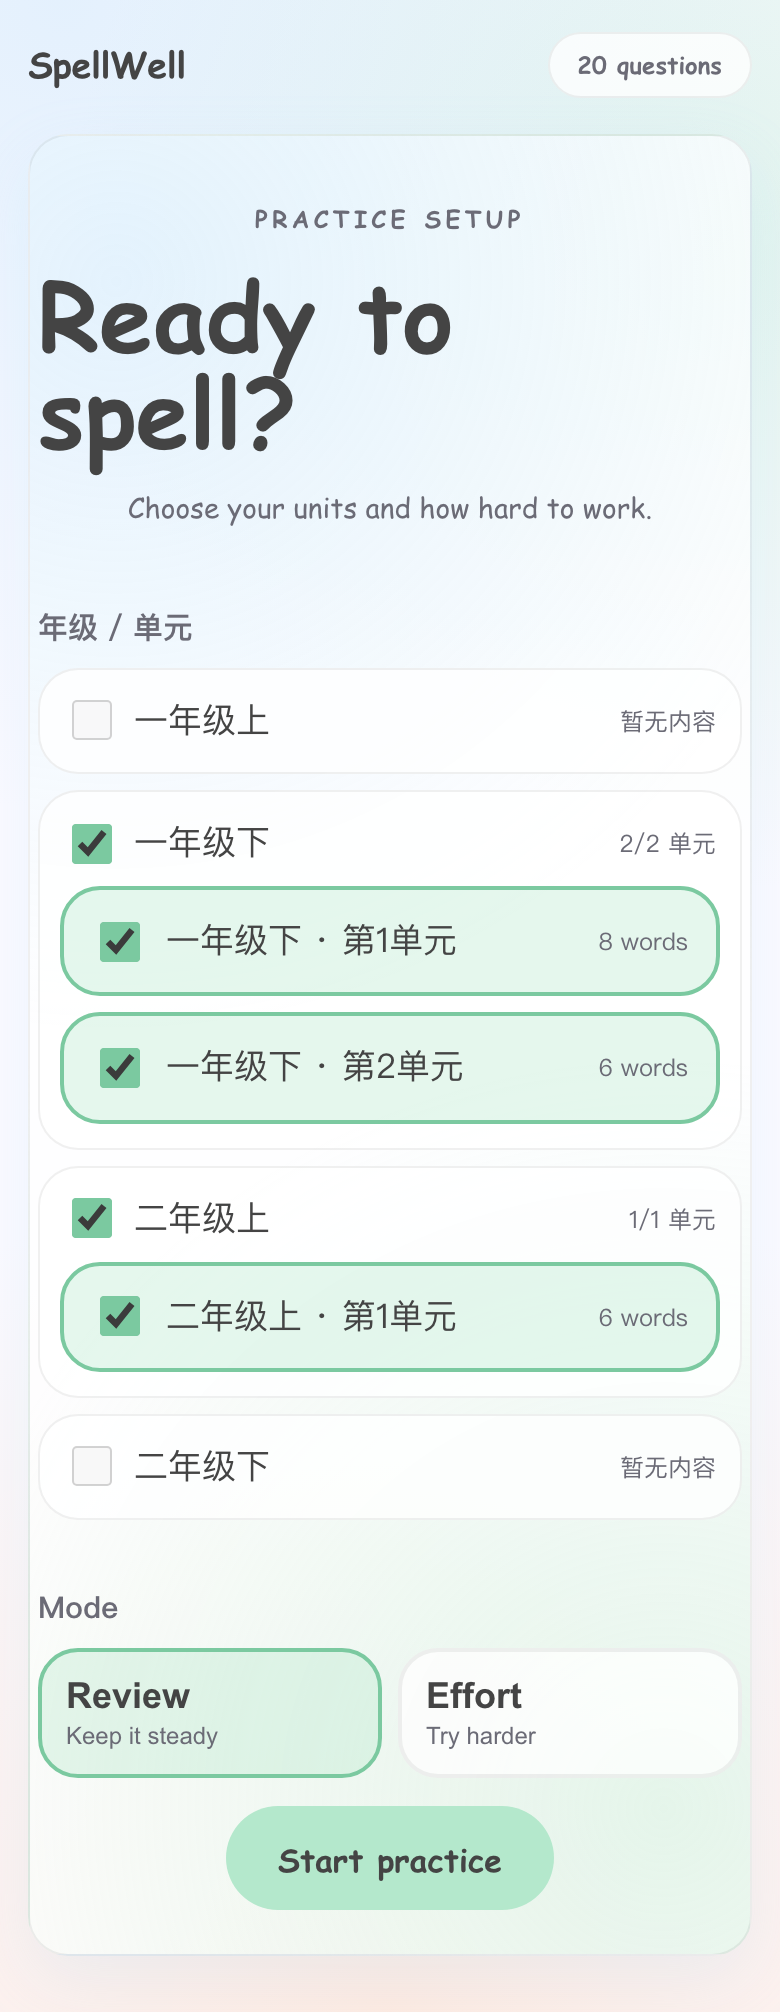 SpellWell
20 questions
PRACTICE SETUP
Ready to
spell?
Choose your units and how hard to work.
年级 / 单元
一年级上
暂无内容
一年级下
2/2 单元
一年级下 · 第1单元
8 words
一年级下 · 第2单元
6 words
二年级上
1/1 单元
二年级上 · 第1单元
6 words
二年级下
暂无内容
Mode
Review
Keep it steady
Effort
Try harder
Start practice